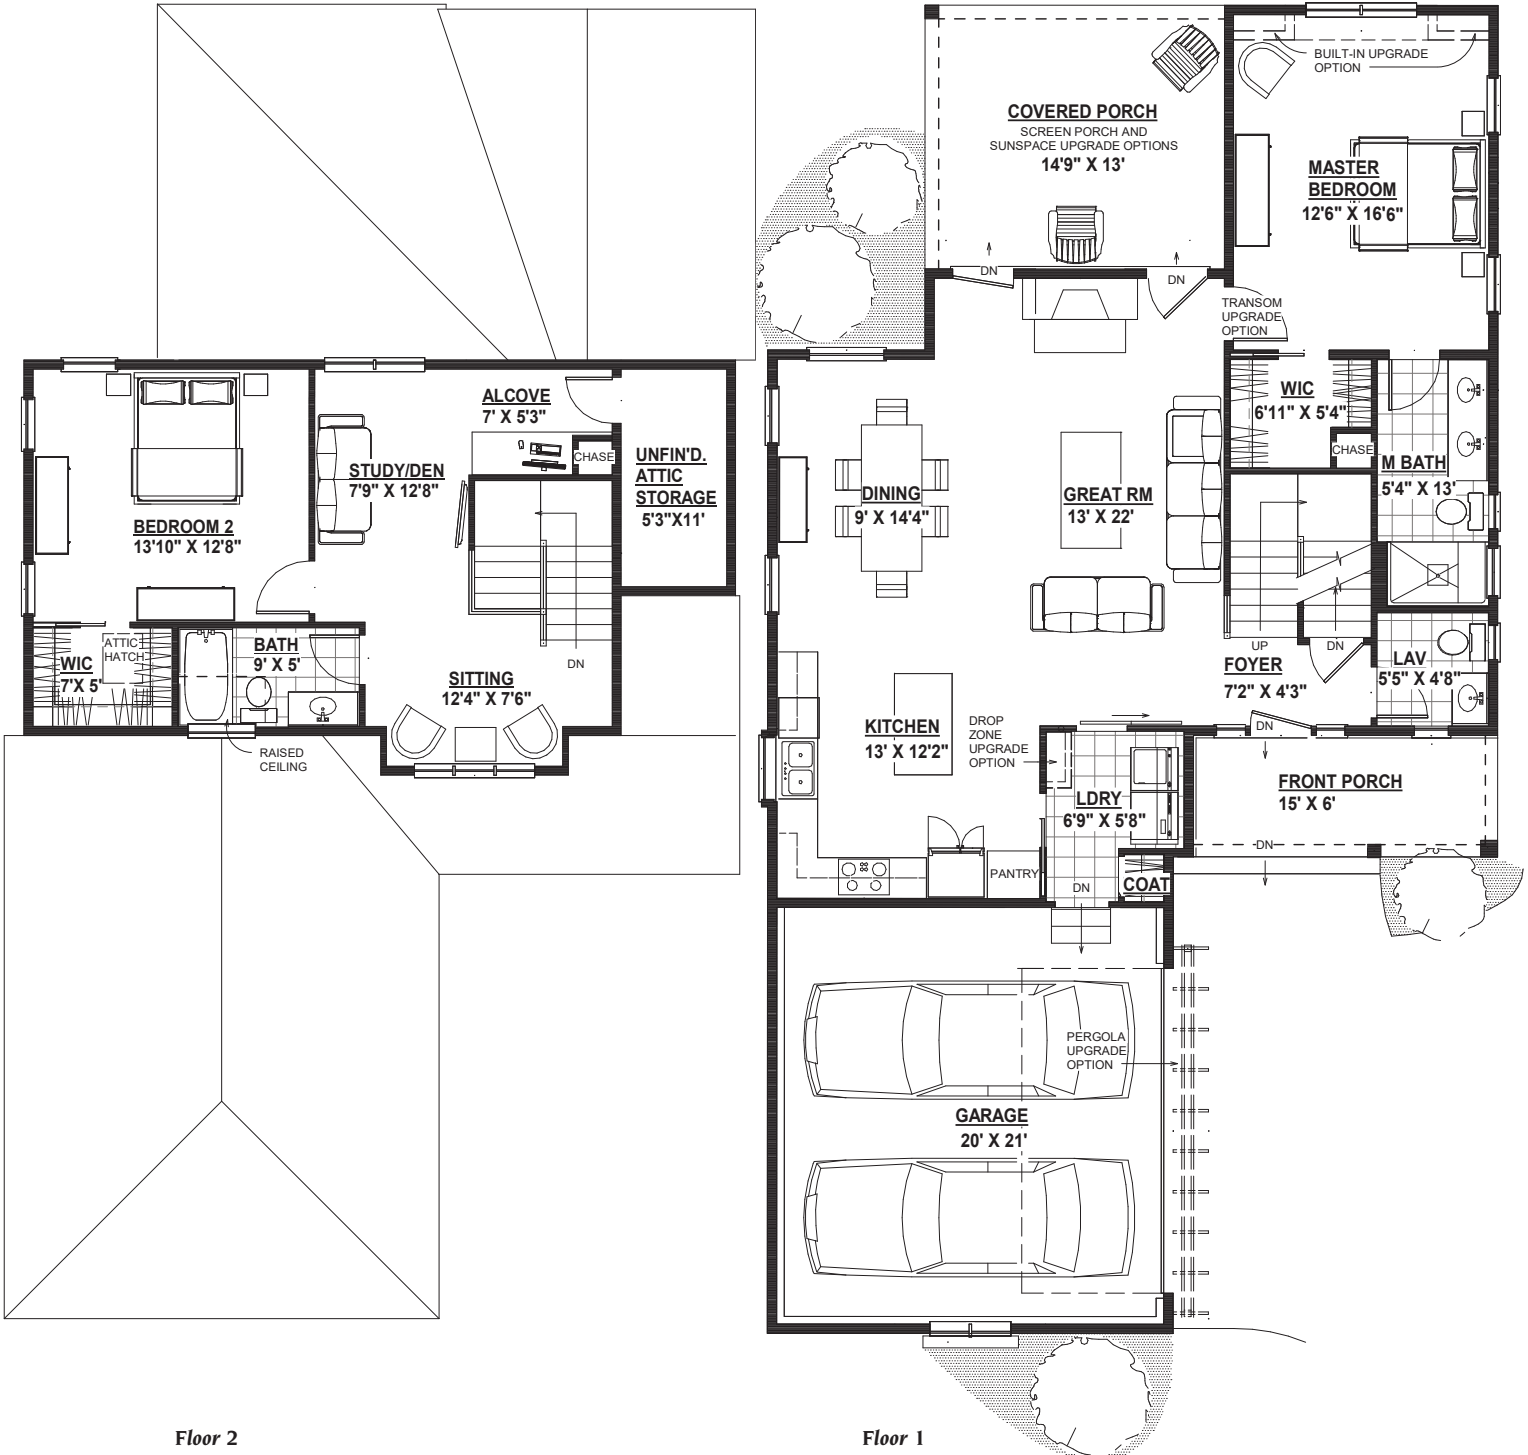 ALCOVE
7' X 5'3"
CHASE
UNFIN'D.
ATTIC
STORAGE
5'3"X11'
STUDY/DEN
7'9" X 12'8"
BEDROOM 2
13'10" X 12'8"
ATTIC
HATCH
WIC
7'X 5'
BATH
9' X 5'
DN
SITTING
12'4" X 7'6"
RAISED
CEILING
Floor 2
BUILT-IN UPGRADE
OPTION
COVERED PORCH
SCREEN PORCH AND
SUNSPACE UPGRADE OPTIONS
14'9" X 13'
MASTER
BEDROOM
12'6" X 16'6"
DN
DN
TRANSOM
UPGRADE
OPTION
WIC
6'11" X 5'4"
CHASE
M BATH
5'4" X 13'
DINING
9' X 14'4"
GREAT RM
13' X 22'
UP
DN
FOYER
7'2" X 4'3"
LAV
5'5" X 4'8"
KITCHEN
13' X 12'2"
DROP
ZONE
UPGRADE
OPTION
DN
LDRY
6'9" X 5'8"
FRONT PORCH
15' X 6'
DN
PANTRY
DN
COAT
PERGOLA
UPGRADE
OPTION
GARAGE
20' X 21'
Floor 1